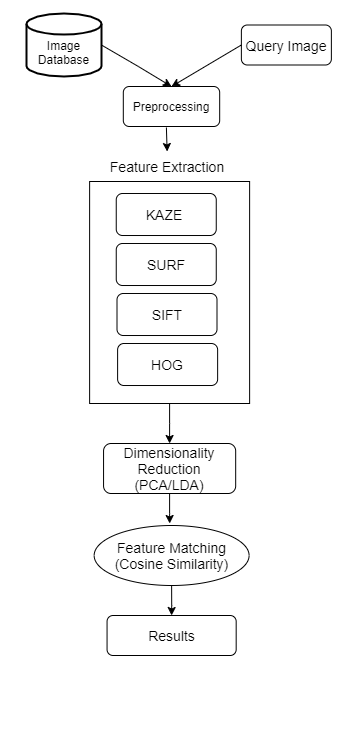 Image
Database
Query Image
Preprocessing
Feature Extraction
KAZE
SURF
SIFT
HOG
Dimensionality
Reduction
(PCA/LDA)
Feature Matching
(Cosine Similarity)
Results